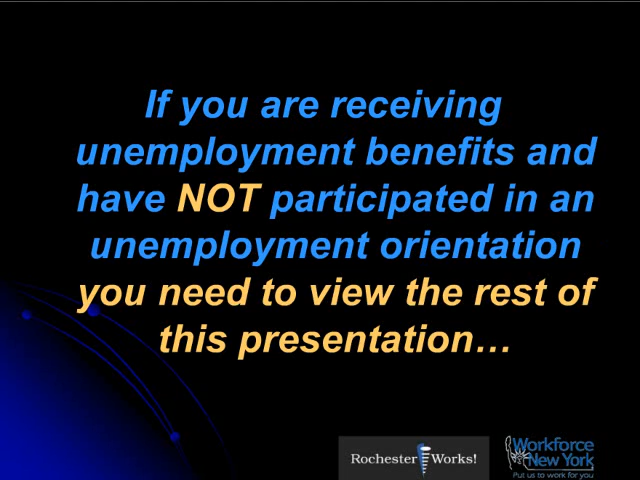 If you are receiving
unemployment benefits and
have NOT participated in an
unemployment orientation
you need to view the rest of
this presentation…
Rochester Works!
Workforce
New York
Put us to work for you